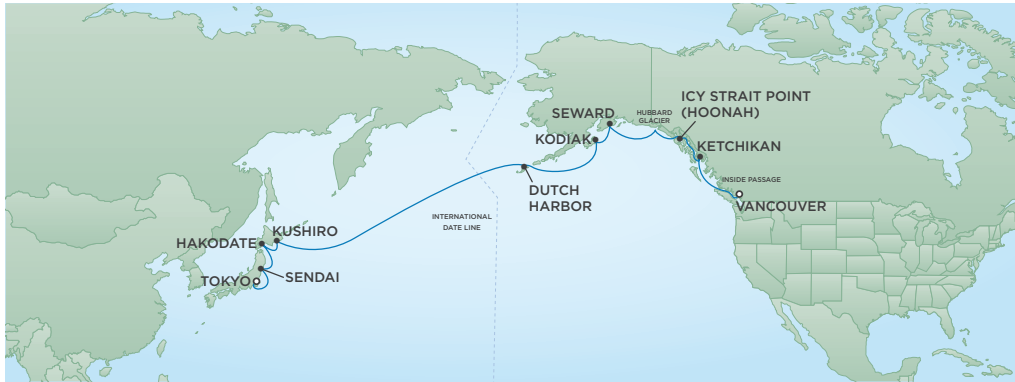 ICY STRAIT POINT
(HOONAH)
SEWARD
HUBBARD
GLACIER
KODIAK
KETCHIKAN
INSIDE PASSAGE
DUTCH
HARBOR
VANCOUVER
INTERNATIONAL
DATE LINE
KUSHIRO
HAKODATE
SENDAI
TOKYO